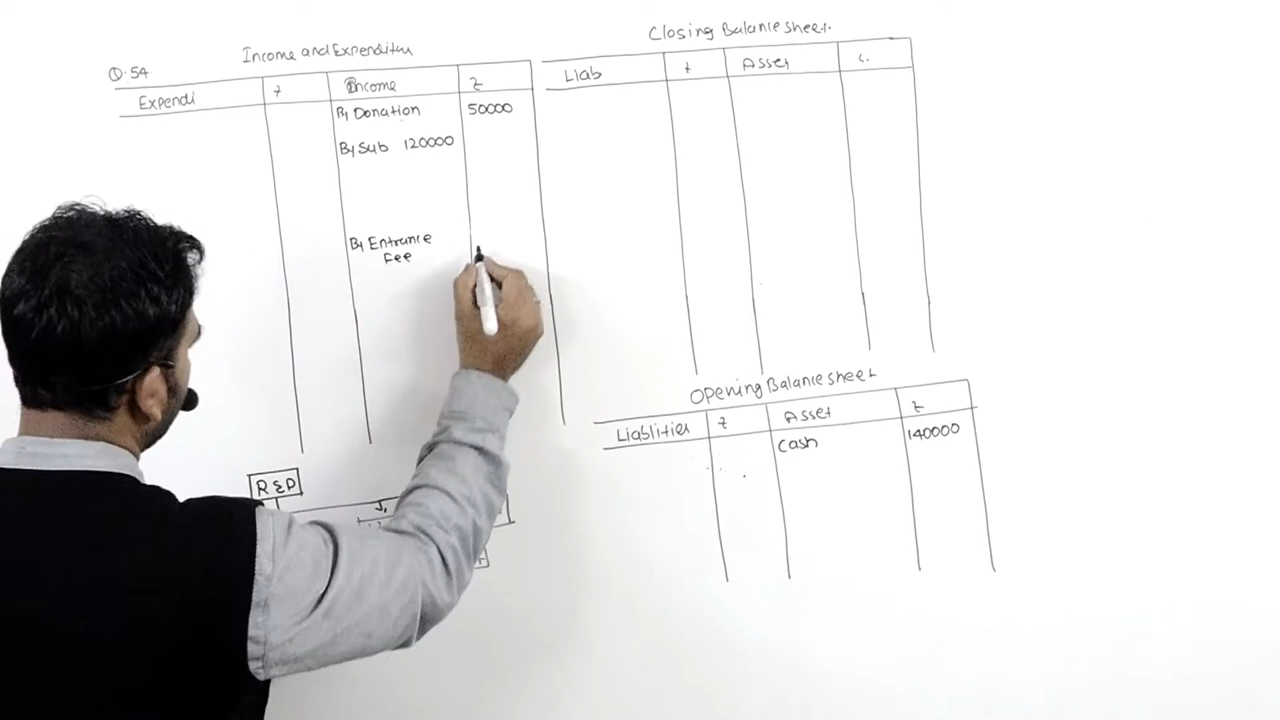 Q.54
Income and Expenditu
Expendi ₹ Income ₹
By Donation 50000
By Sub 120000
By Entrance
Fee
R & P
Closing Balance sheet
Liab ₹ Asset
Opening Balance sheet
Liablities ₹ Asset ₹
Cash 140000